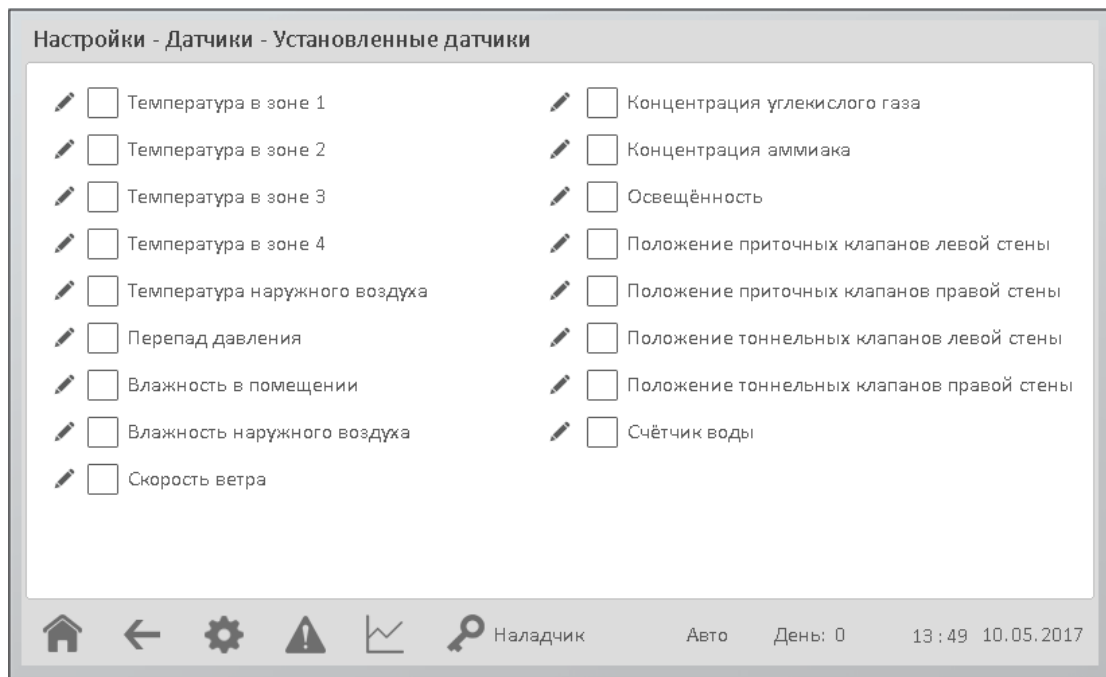 Настройки - Датчики - Установленные датчики
Температура в зоне 1
Температура в зоне 2
Температура в зоне 3
Температура в зоне 4
Температура наружного воздуха
Перепад давления
Влажность в помещении
Влажность наружного воздуха
Скорость ветра
Концентрация углекислого газа
Концентрация аммиака
Освещённость
Положение приточных клапанов левой стены
Положение приточных клапанов правой стены
Положение тоннельных клапанов левой стены
Положение тоннельных клапанов правой стены
Счётчик воды
Наладчик Авто День: 0 13 : 49 10.05.2017